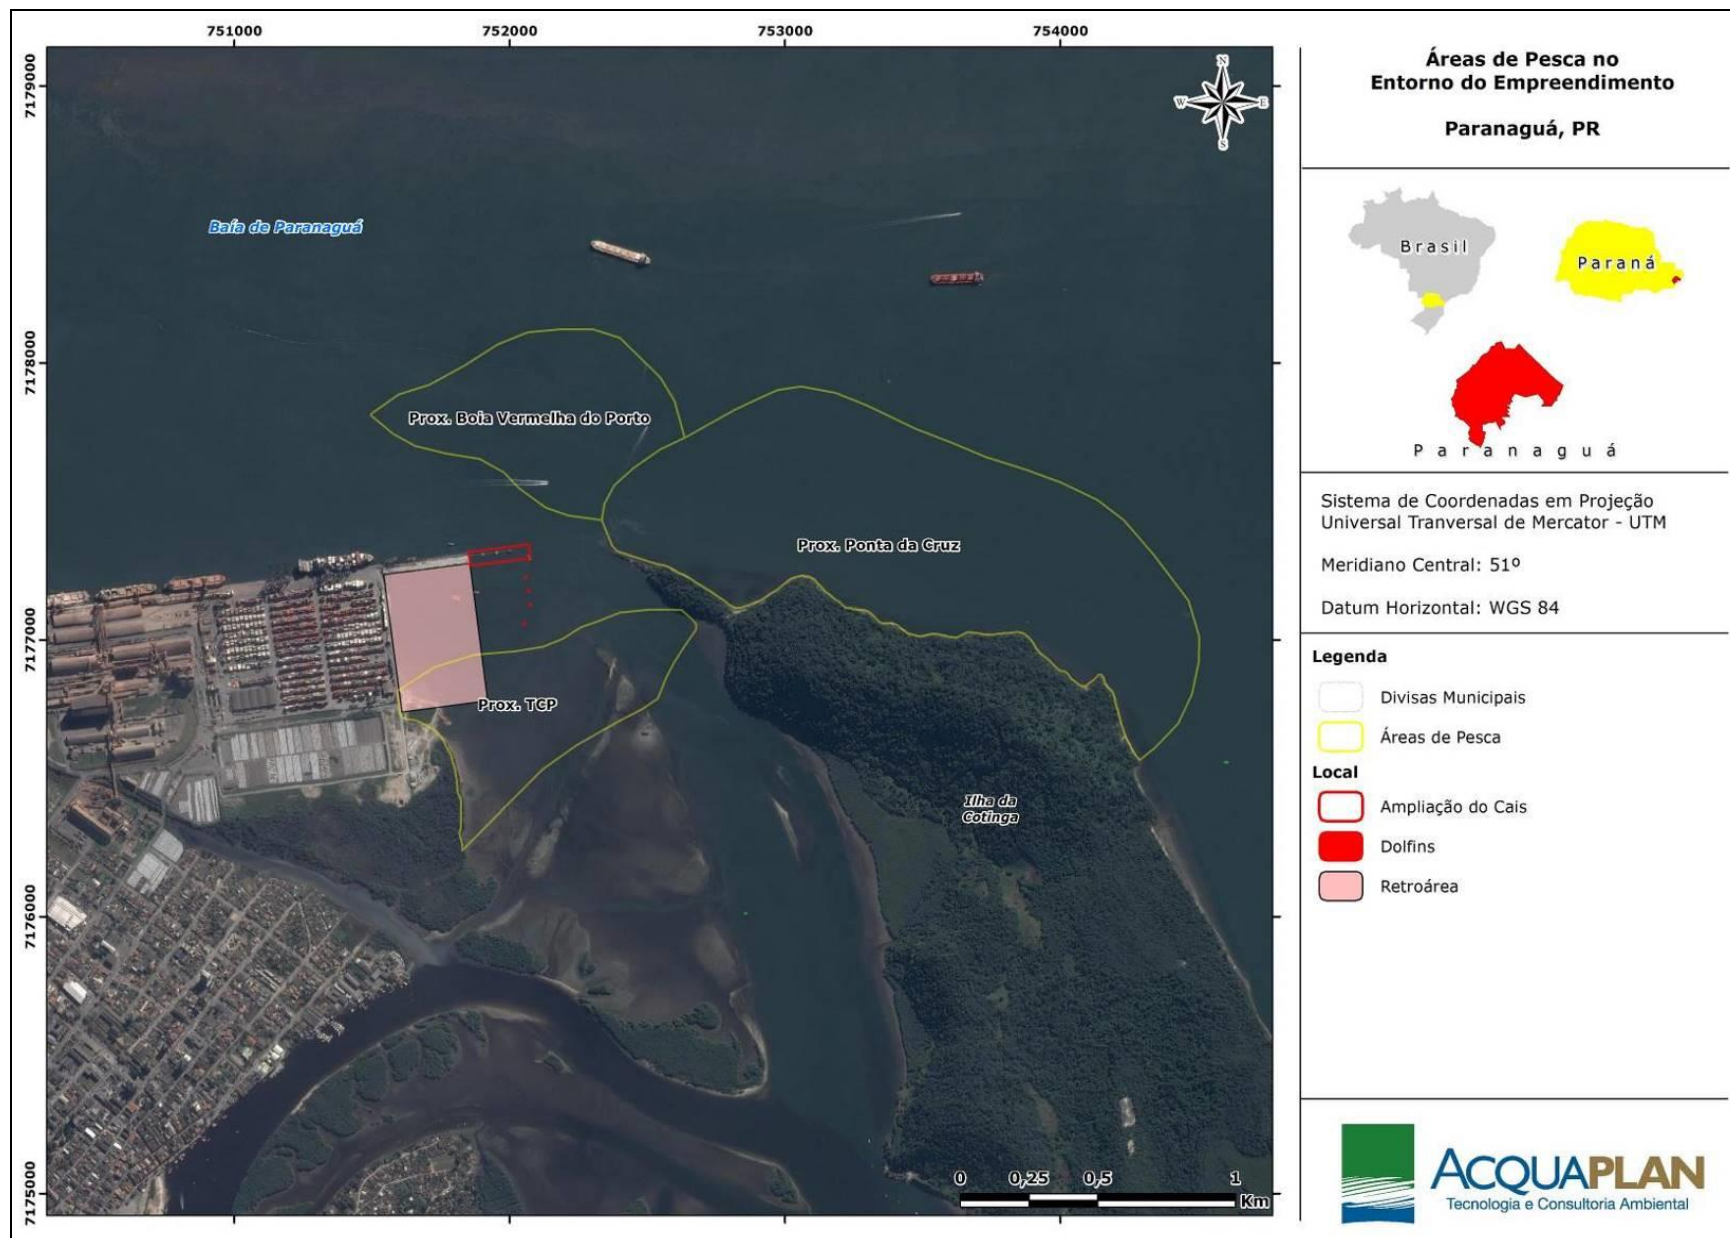 751000
752000
753000
754000
7179000
7178000
7177000
7176000
7175000
N
W
E
S
Baía de Paranaguá
Prox. Boia Vermelha do Porto
Prox. Ponta da Cruz
Prox. TCP
Ilha da
Cotinga
0
0,25
0,5
1
Km
Áreas de Pesca no
Entorno do Empreendimento
Paranaguá, PR
Brasil
Paraná
Paranaguá
Sistema de Coordenadas em Projeção
Universal Tranversal de Mercator - UTM
Meridiano Central: 51º
Datum Horizontal: WGS 84
Legenda
Divisas Municipais
Áreas de Pesca
Local
Ampliação do Cais
Dolfins
Retroárea
ACQUAPLAN
Tecnologia e Consultoria Ambiental